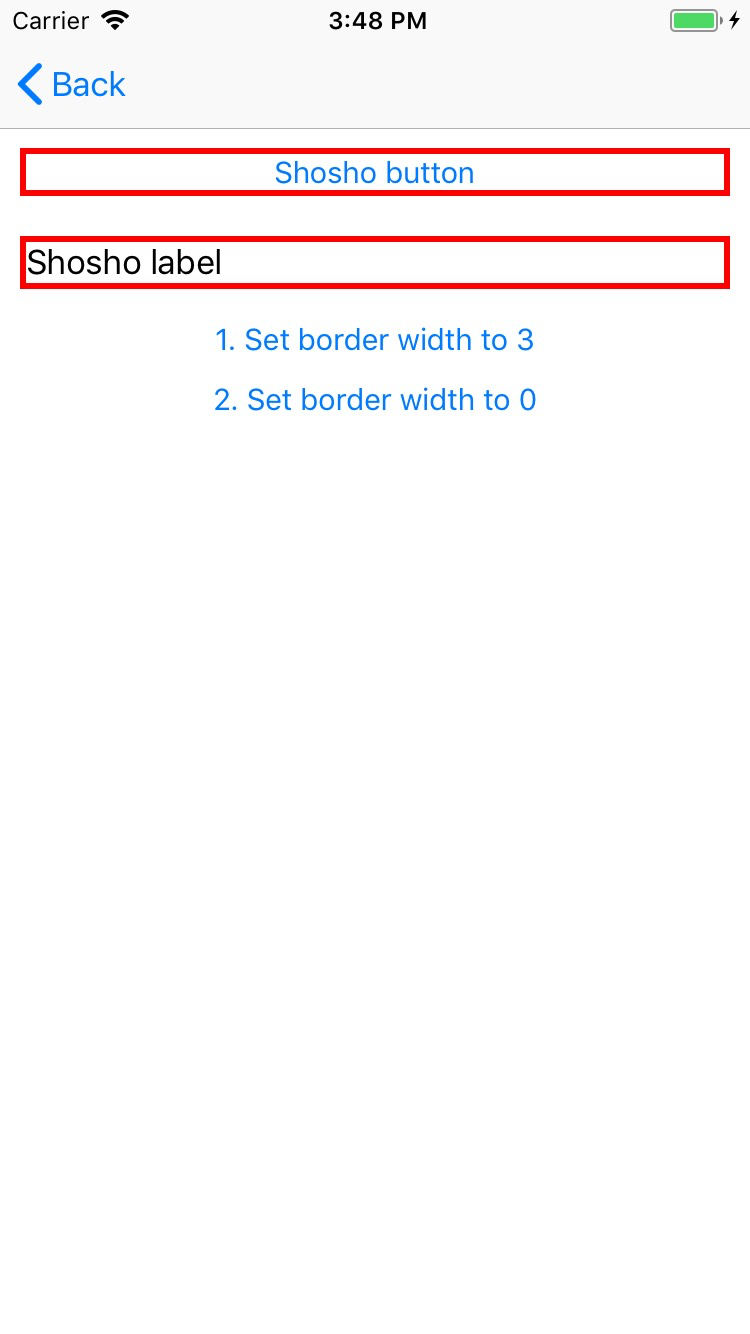 Carrier 3:48 PM
Back
Shosho button
Shosho label
1. Set border width to 3
2. Set border width to 0